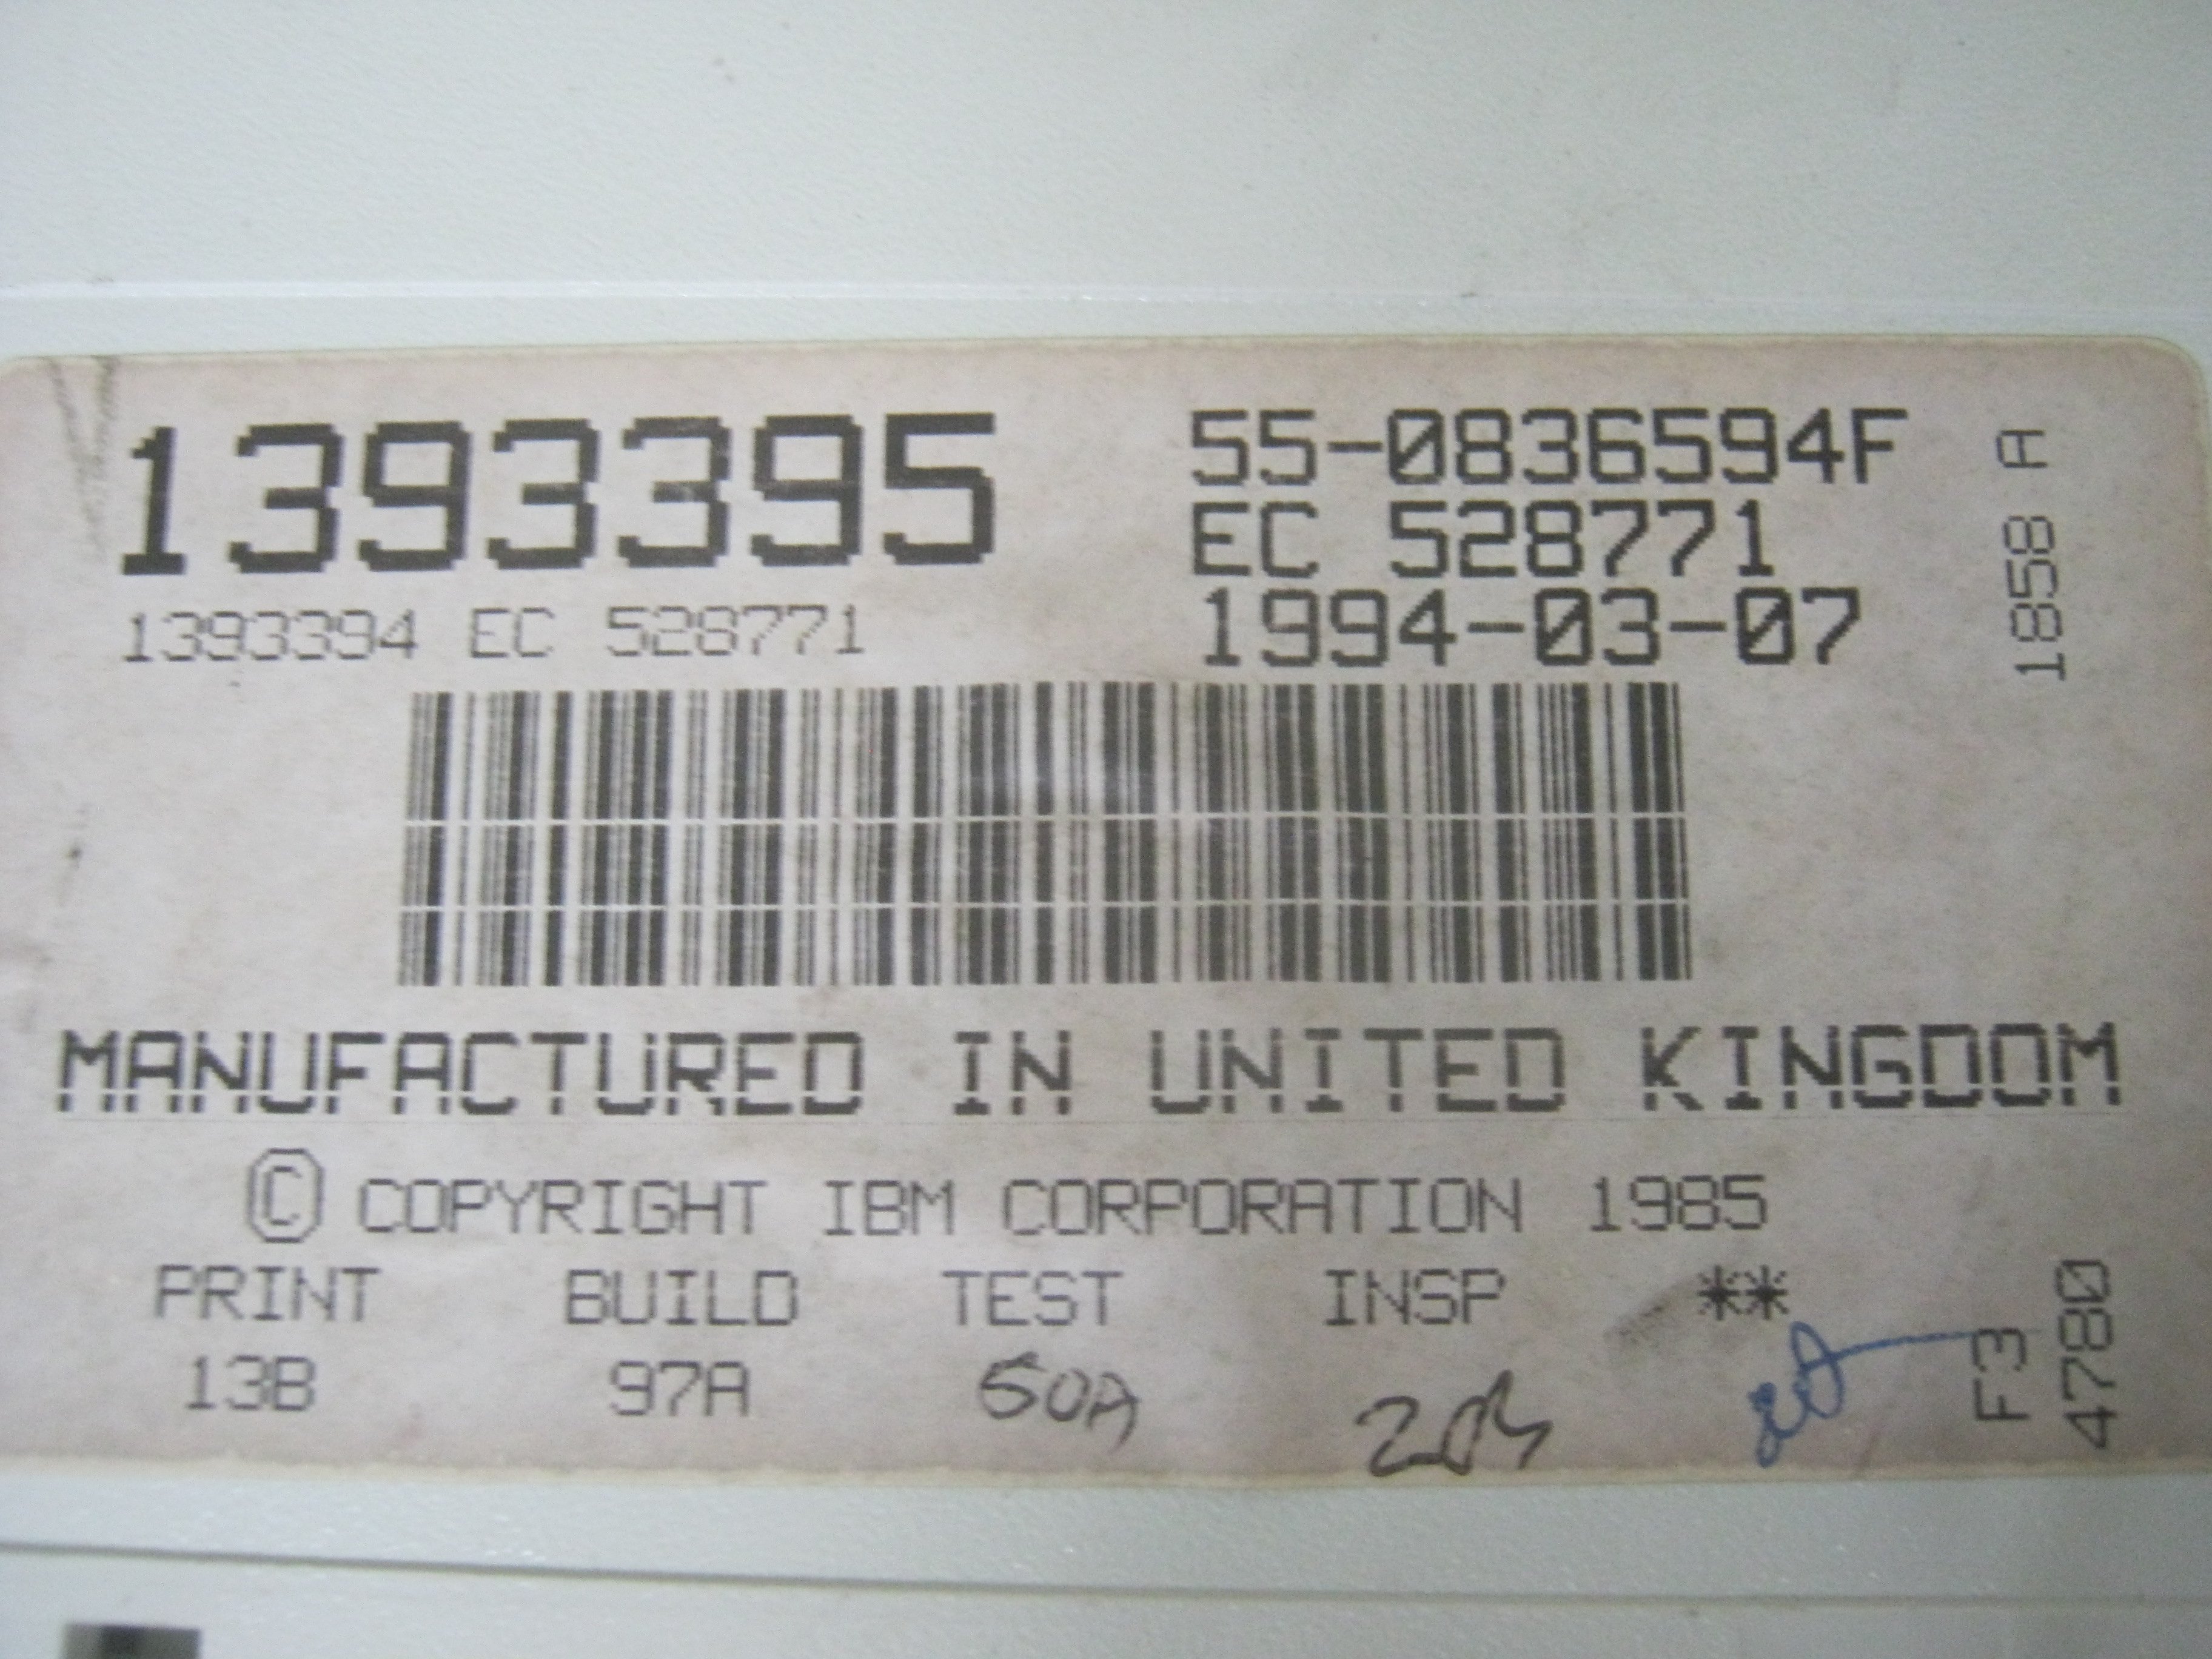 1393395
1393394 EC 528771
55-0836594F
EC 528771
1994-03-07
1858 A
MANUFACTURED IN UNITED KINGDOM
© COPYRIGHT IBM CORPORATION 1985
PRINT BUILD TEST INSP **
13B 97A 50A
F3
4780